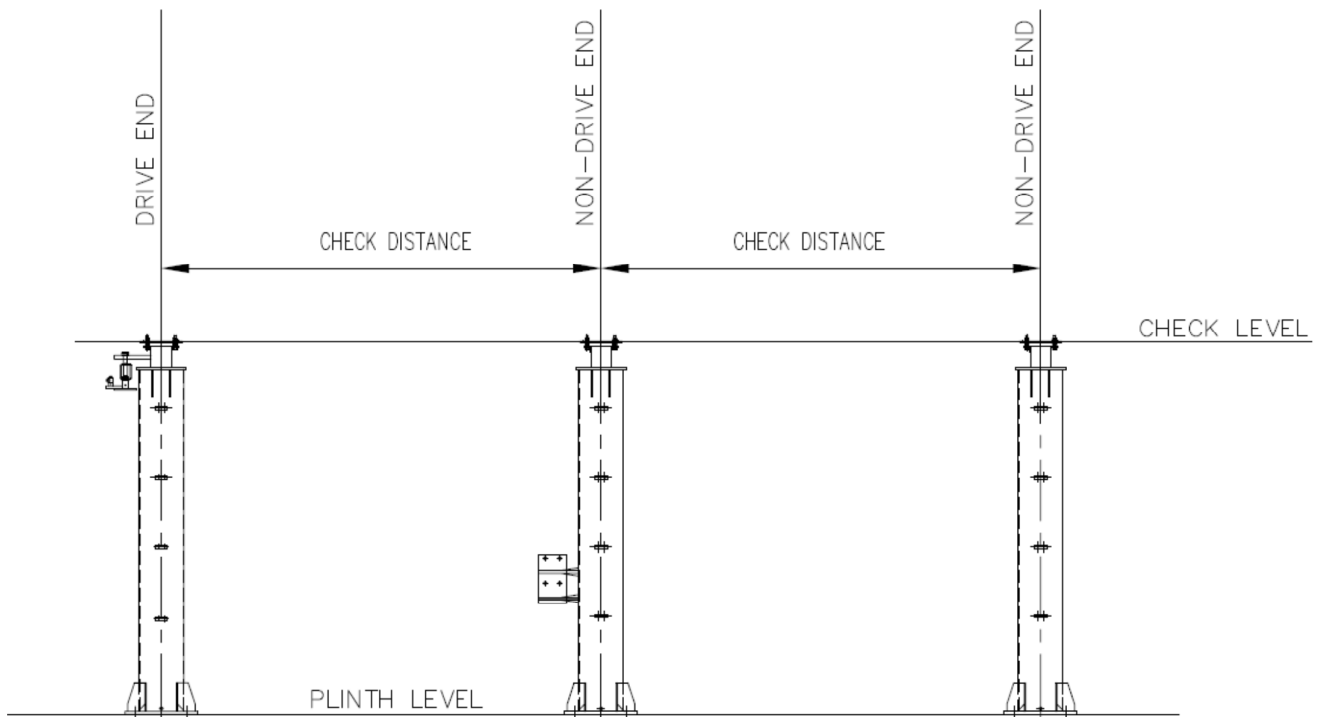 DRIVE END
NON-DRIVE END
NON-DRIVE END
CHECK DISTANCE
CHECK DISTANCE
CHECK LEVEL
PLINTH LEVEL